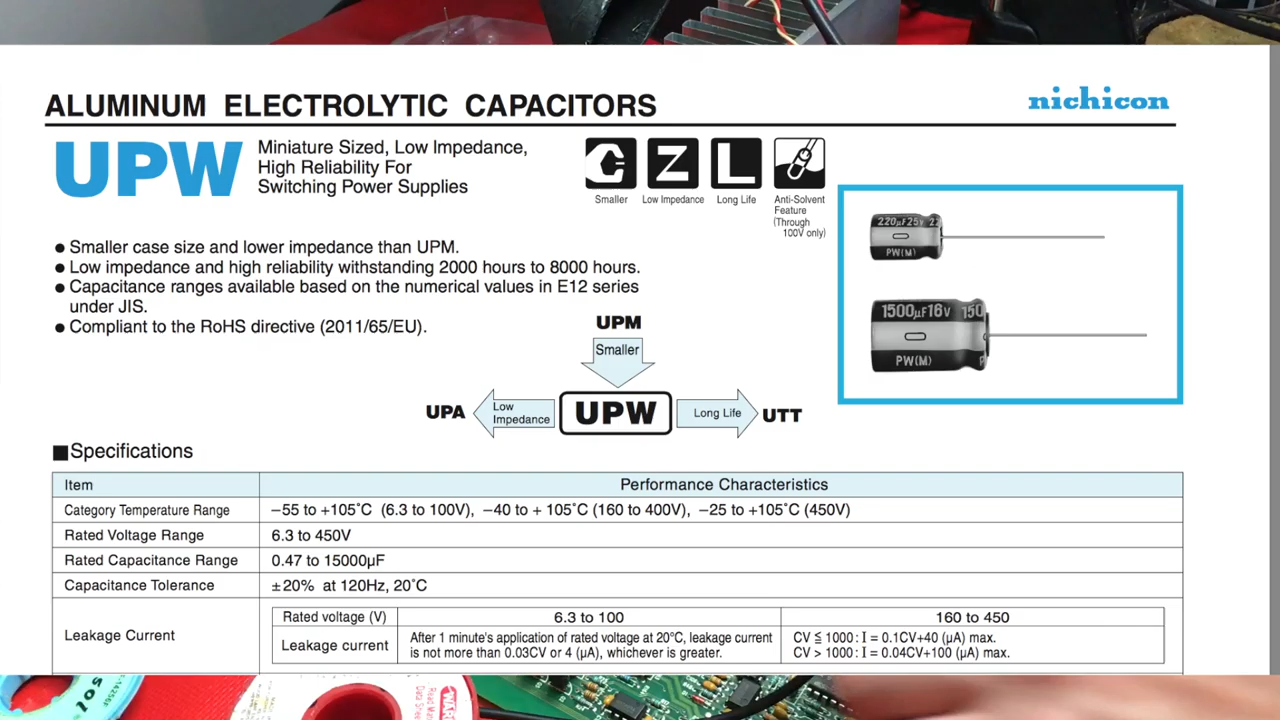 ALUMINUM ELECTROLYTIC CAPACITORS
nichicon
UPW
Miniature Sized, Low Impedance,
High Reliability For
Switching Power Supplies
Smaller
Low Impedance
Long Life
Anti-Solvent
Feature
(Through
100V only)
● Smaller case size and lower impedance than UPM.
● Low impedance and high reliability withstanding 2000 hours to 8000 hours.
● Capacitance ranges available based on the numerical values in E12 series
under JIS.
● Compliant to the RoHS directive (2011/65/EU).
220µF25V 22
PW(M)
1500µF16V 150
PW(M)
UPM
Smaller
UPA
Low
Impedance
UPW
Long Life
UTT
■Specifications
Item
Performance Characteristics
Category Temperature Range
−55 to +105˚C (6.3 to 100V), −40 to + 105˚C (160 to 400V), −25 to +105˚C (450V)
Rated Voltage Range
6.3 to 450V
Rated Capacitance Range
0.47 to 15000µF
Capacitance Tolerance
±20% at 120Hz, 20˚C
Leakage Current
Rated voltage (V)
6.3 to 100
160 to 450
Leakage current
After 1 minute's application of rated voltage at 20°C, leakage current
is not more than 0.03CV or 4 (µA), whichever is greater.
CV ≦ 1000 : I = 0.1CV+40 (µA) max.
CV > 1000 : I = 0.04CV+100 (µA) max.
SOL
WARN